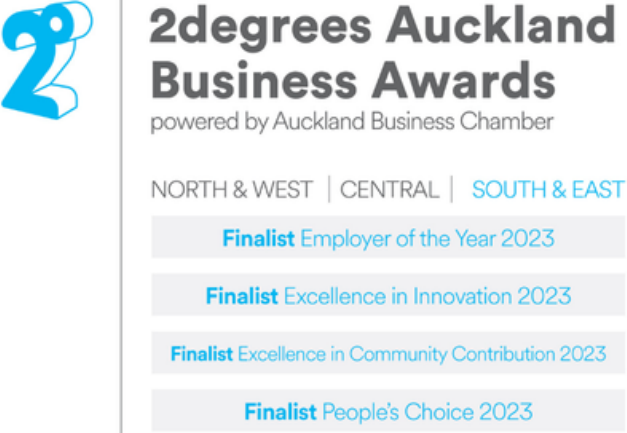 2°
2degrees Auckland
Business Awards
powered by Auckland Business Chamber
NORTH & WEST | CENTRAL | SOUTH & EAST
Finalist Employer of the Year 2023
Finalist Excellence in Innovation 2023
Finalist Excellence in Community Contribution 2023
Finalist People's Choice 2023